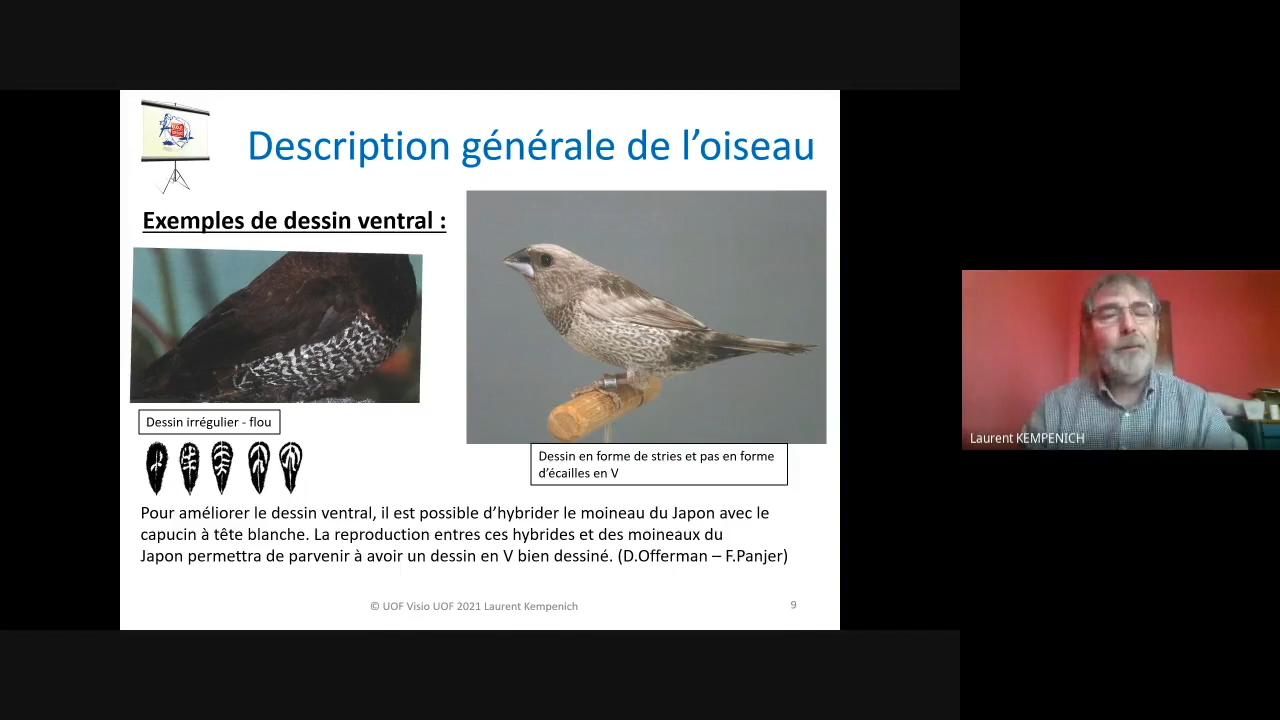 Description générale de l’oiseau
Exemples de dessin ventral :
Dessin irrégulier - flou
Dessin en forme de stries et pas en forme
d’écailles en V
Pour améliorer le dessin ventral, il est possible d’hybrider le moineau du Japon avec le
capucin à tête blanche. La reproduction entres ces hybrides et des moineaux du
Japon permettra de parvenir à avoir un dessin en V bien dessiné. (D.Offerman – F.Panjer)
© UOF Visio UOF 2021 Laurent Kempenich
9
Laurent KEMPENICH